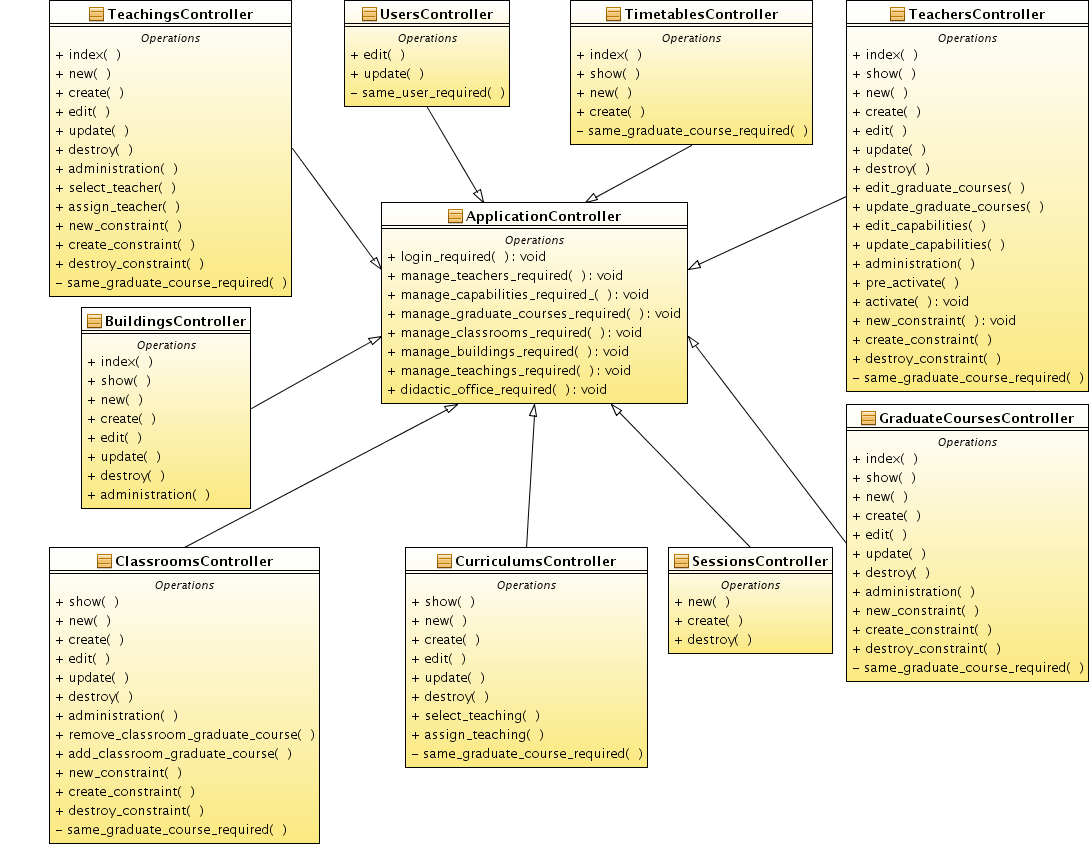 TeachingsController
Operations
+ index( )
+ new( )
+ create( )
+ edit( )
+ update( )
+ destroy( )
+ administration( )
+ select_teacher( )
+ assign_teacher( )
+ new_constraint( )
+ create_constraint( )
+ destroy_constraint( )
- same_graduate_course_required( )
UsersController
Operations
+ edit( )
+ update( )
- same_user_required( )
TimetablesController
Operations
+ index( )
+ show( )
+ new( )
+ create( )
- same_graduate_course_required( )
TeachersController
Operations
+ index( )
+ show( )
+ new( )
+ create( )
+ edit( )
+ update( )
+ destroy( )
+ edit_graduate_courses( )
+ update_graduate_courses( )
+ edit_capabilities( )
+ update_capabilities( )
+ administration( )
+ pre_activate( )
+ activate( ) : void
+ new_constraint( ) : void
+ create_constraint( )
+ destroy_constraint( )
- same_graduate_course_required( )
ApplicationController
Operations
+ login_required( ) : void
+ manage_teachers_required( ) : void
+ manage_capabilities_required_( ) : void
+ manage_graduate_courses_required( ) : void
+ manage_classrooms_required( ) : void
+ manage_buildings_required( ) : void
+ manage_teachings_required( ) : void
+ didactic_office_required( ) : void
BuildingsController
Operations
+ index( )
+ show( )
+ new( )
+ create( )
+ edit( )
+ update( )
+ destroy( )
+ administration( )
GraduateCoursesController
Operations
+ index( )
+ show( )
+ new( )
+ create( )
+ edit( )
+ update( )
+ destroy( )
+ administration( )
+ new_constraint( )
+ create_constraint( )
+ destroy_constraint( )
- same_graduate_course_required( )
ClassroomsController
Operations
+ show( )
+ new( )
+ create( )
+ edit( )
+ update( )
+ destroy( )
+ administration( )
+ remove_classroom_graduate_course( )
+ add_classroom_graduate_course( )
+ new_constraint( )
+ create_constraint( )
+ destroy_constraint( )
- same_graduate_course_required( )
CurriculumsController
Operations
+ show( )
+ new( )
+ create( )
+ edit( )
+ update( )
+ destroy( )
+ select_teaching( )
+ assign_teaching( )
- same_graduate_course_required( )
SessionsController
Operations
+ new( )
+ create( )
+ destroy( )